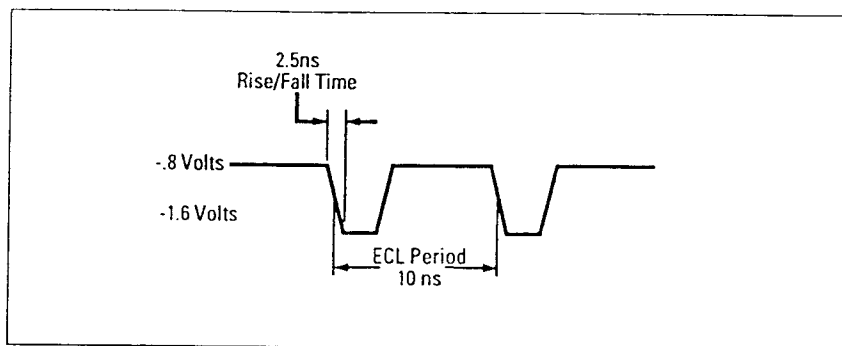 2.5ns
Rise/Fall Time
-.8 Volts
-1.6 Volts
ECL Period
10 ns